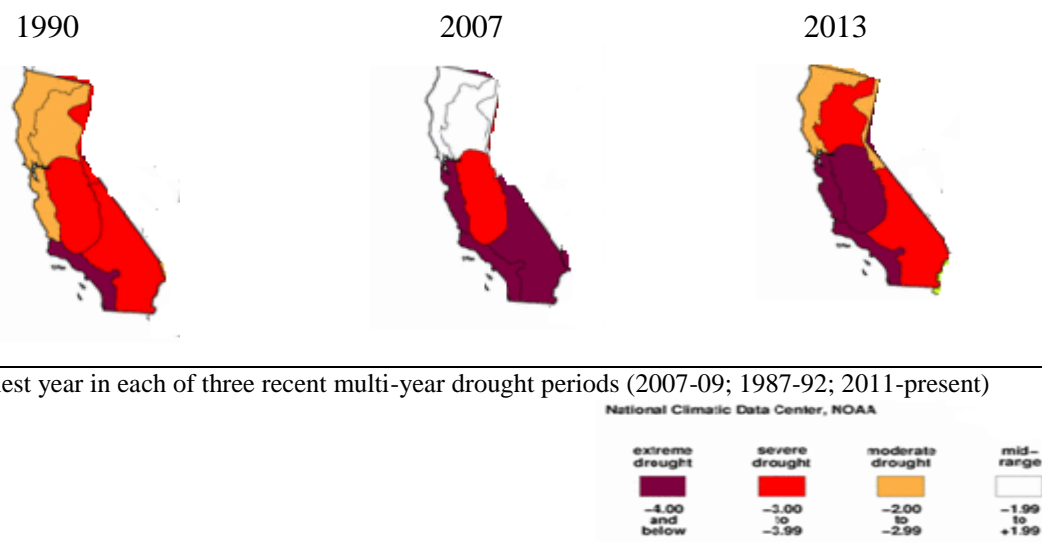 1990 2007 2013
est year in each of three recent multi-year drought periods (2007-09; 1987-92; 2011-present)
National Climatic Data Center, NOAA
extreme drought severe drought moderate drought mid-range
-4.00 and below -3.00 to -3.99 -2.00 to -2.99 -1.99 to +1.99